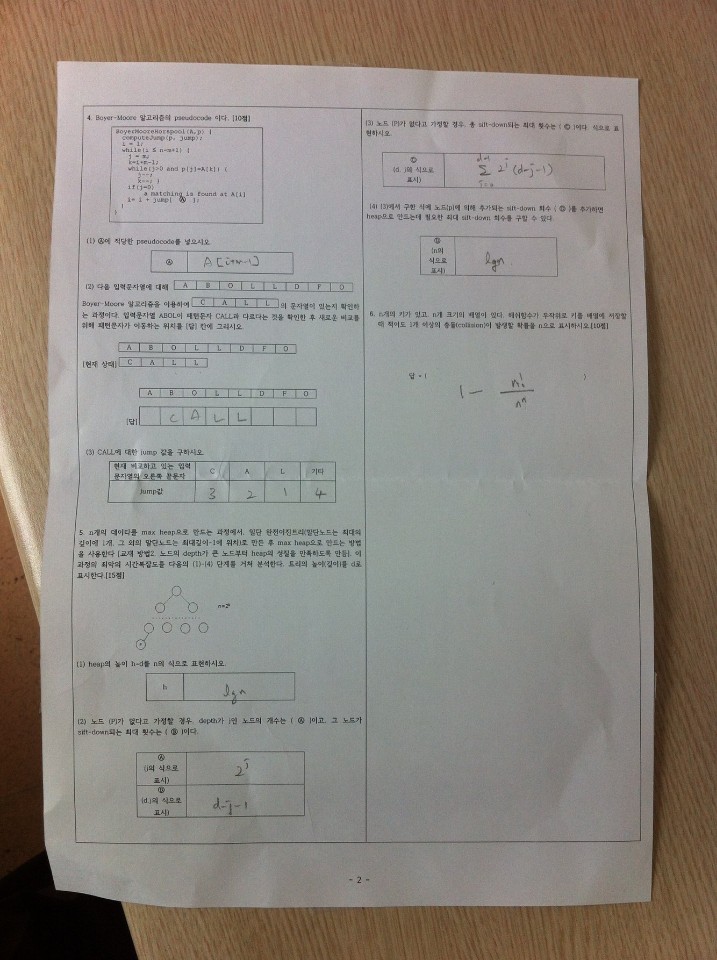 4. Boyer-Moore 알고리즘의 pseudocode 이다. [10점]
BoyerMooreHorspool(A,p) {
computeJump(p, jump);
i = 1;
while(i ≤ n-m+1) {
j = m;
k=i+m-1;
while(j>0 and p[j]=A[k]) {
j--;
k--; }
if(j=0)
a matching is found at A[i]
i= i + jump[ Ⓐ ];
}
}
(1) Ⓐ에 적당한 pseudocode를 넣으시오.
Ⓐ A[i+m-1]
(2) 다음 입력문자열에 대해 A B O L L D F O
Boyer-Moore 알고리즘을 이용하여 C A L L 의 문자열이 있는지 확인하
는 과정이다. 입력문자열 ABOL이 패턴문자 CALL과 다르다는 것을 확인한 후 새로운 비교를
위해 패턴문자가 이동하는 위치를 [답] 칸에 그리시오.
A B O L L D F O
[현재 상태] C A L L
A B O L L D F O
[답] C A L L
(3) CALL에 대한 jump 값을 구하시오.
현재 비교하고 있는 입력 C A L 기타
문자열의 오른쪽 끝문자
jump값 3 2 1 4
5. n개의 데이타를 max heap으로 만드는 과정에서, 일단 완전이진트리(말단노드는 최대의
깊이에 1개, 그 외의 말단노드는 최대깊이-1에 위치)로 만든 후 max heap으로 만드는 방법
을 사용한다 (교재 방법2. 노드의 depth가 큰 노드부터 heap의 성질을 만족하도록 만듬). 이
과정의 최악의 시간복잡도를 다음의 (1)-(4) 단계를 거쳐 분석한다. 트리의 높이(깊이)를 d로
표시한다.[15점]
n=2ᵈ
P
(1) heap의 높이 h=d를 n의 식으로 표현하시오.
h lgn
(2) 노드 (P)가 없다고 가정할 경우, depth가 j인 노드의 개수는 ( Ⓐ )이고, 그 노드가
sift-down되는 최대 횟수는 ( Ⓑ )이다.
Ⓐ
(j의 식으로
표시) 2ʲ
Ⓑ
(d,j의 식으로
표시) d-j-1
(3) 노드 (P)가 없다고 가정할 경우, 총 sift-down되는 최대 횟수는 ( Ⓒ )이다. 식으로 표
현하시오.
Ⓒ
(d, j의 식으로
표시) d-1 Σ j=0 2ʲ(d-j-1)
(4) (3)에서 구한 식에 노드(p)에 의해 추가되는 sift-down 회수 ( Ⓓ )를 추가하면
heap으로 만드는데 필요한 최대 sift-down 회수를 구할 수 있다.
Ⓓ
(n의
식으로
표시) lgn
6. n개의 키가 있고, n개 크기의 배열이 있다. 해쉬함수가 무작위로 키를 배열에 저장할
때 적어도 1개 이상의 충돌(collision)이 발생할 확률을 n으로 표시하시오.[10점]
답 = ( 1 - n!/nⁿ )
- 2 -